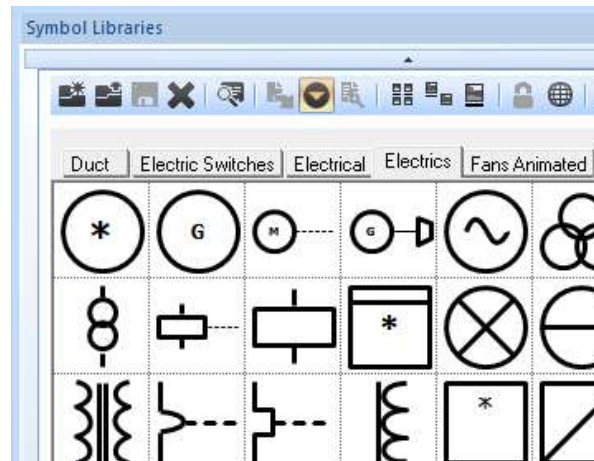 Symbol Libraries
Duct Electric Switches Electrical Electrics Fans Animated
* G M G
*
*